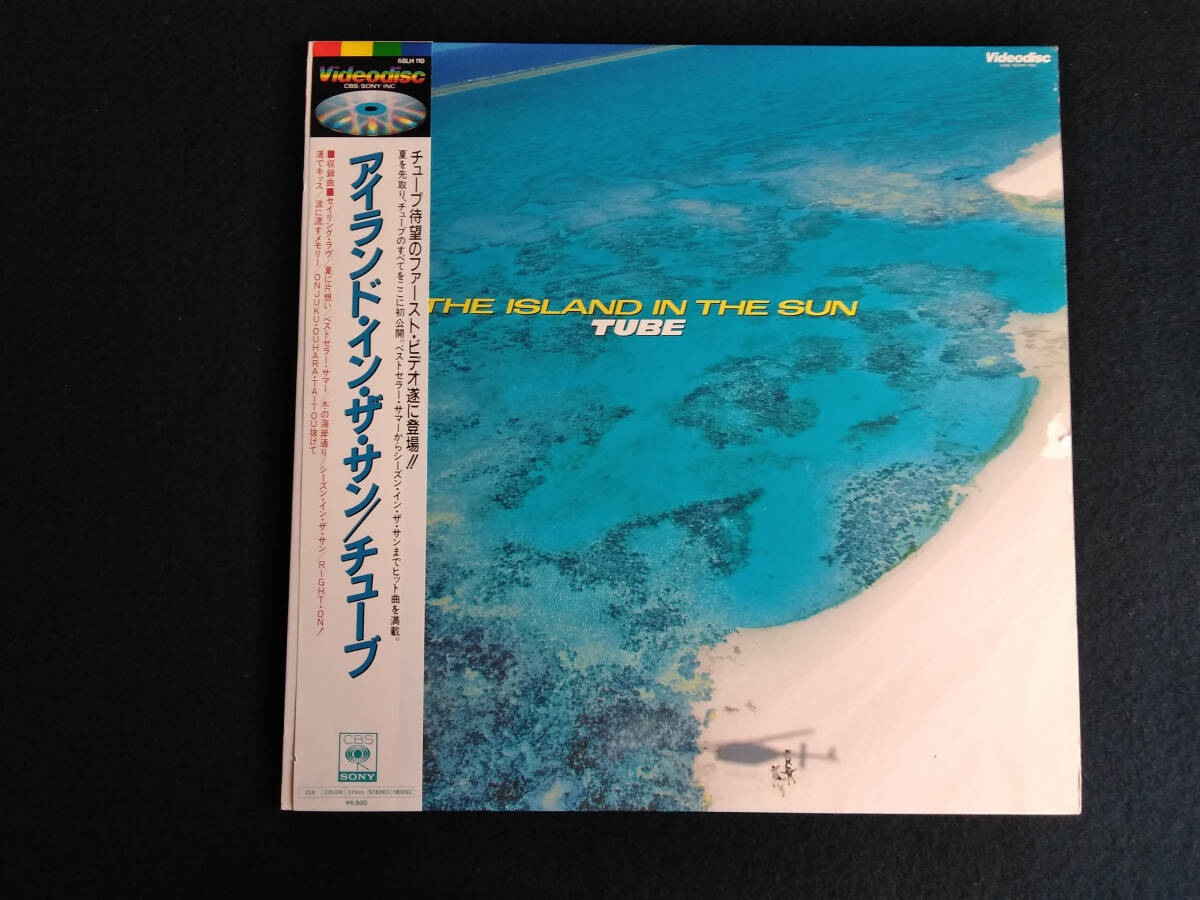 68LH 110
Videodisc
CBS/SONY INC
チューブ待望のファースト・ビデオ遂に登場!!
夏を先取り、チューブのすべてをここに初公開。ベストセラー・サマーからシーズン・イン・ザ・サンまでヒット曲を満載。
アイランド・イン・ザ・サン/チューブ
■収録曲■セイリング・ラヴ/夏に片想い/ベストセラー・サマー/冬の海岸通り/シーズン・イン・ザ・サン/RIGHT・ON!
渚でキッス/波に流すメモリー/ONJUKU・OUHARA・TAITOU抜けて
CBS
SONY
CLV COLOR 37min. STEREO 1DISC
¥6,800
Videodisc
CBS/SONY INC
THE ISLAND IN THE SUN
TUBE